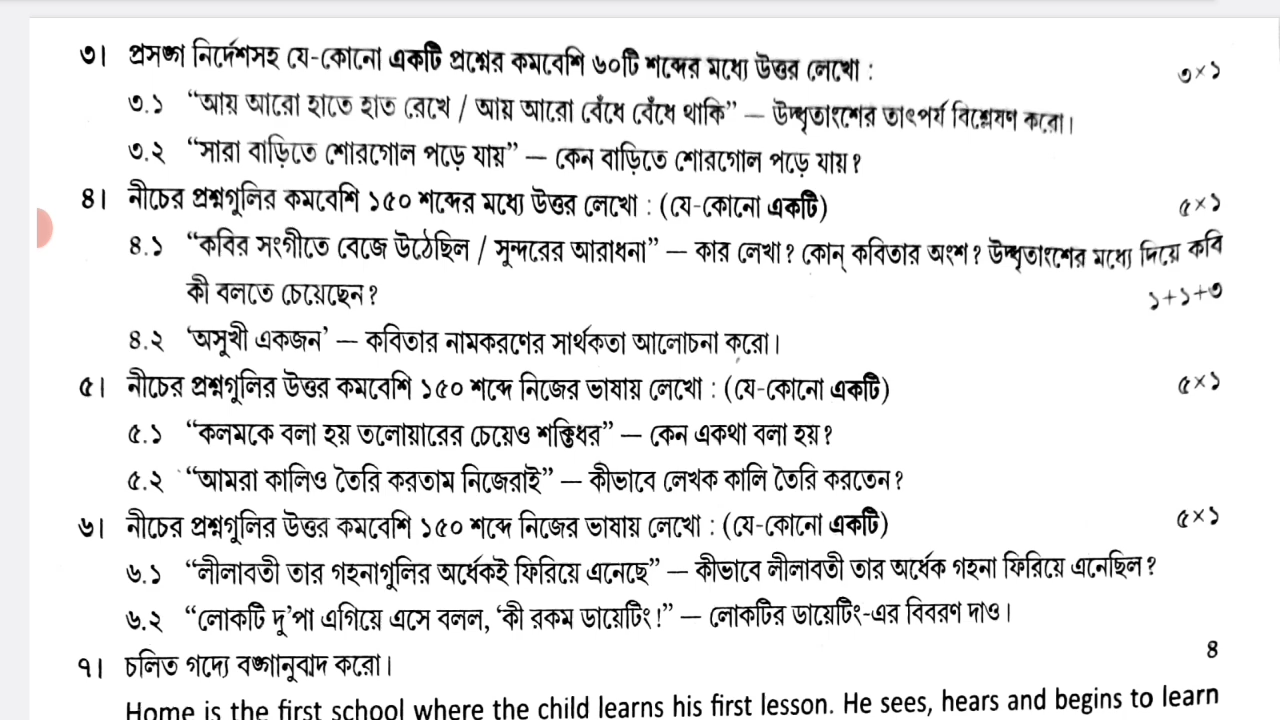 ৩। প্রসঙ্গ নির্দেশসহ যে-কোনো একটি প্রশ্নের কমবেশি ৬০টি শব্দের মধ্যে উত্তর লেখো : ৩×১
৩.১ “আয় আরো হাতে হাত রেখে / আয় আরো বেঁধে বেঁধে থাকি” — উদ্ধৃতাংশের তাৎপর্য বিশ্লেষণ করো।
৩.২ “সারা বাড়িতে শোরগোল পড়ে যায়” — কেন বাড়িতে শোরগোল পড়ে যায়?
৪। নীচের প্রশ্নগুলির কমবেশি ১৫০ শব্দের মধ্যে উত্তর লেখো : (যে-কোনো একটি) ৫×১
৪.১ “কবির সংগীতে বেজে উঠেছিল / সুন্দরের আরাধনা” — কার লেখা? কোন্ কবিতার অংশ? উদ্ধৃতাংশের মধ্যে দিয়ে কবি
কী বলতে চেয়েছেন? ১+১+৩
৪.২ ‘অসুখী একজন’ — কবিতার নামকরণের সার্থকতা আলোচনা করো।
৫। নীচের প্রশ্নগুলির উত্তর কমবেশি ১৫০ শব্দে নিজের ভাষায় লেখো : (যে-কোনো একটি) ৫×১
৫.১ “কলমকে বলা হয় তলোয়ারের চেয়েও শক্তিধর” — কেন একথা বলা হয়?
৫.২ “আমরা কালিও তৈরি করতাম নিজেরাই” — কীভাবে লেখক কালি তৈরি করতেন?
৬। নীচের প্রশ্নগুলির উত্তর কমবেশি ১৫০ শব্দে নিজের ভাষায় লেখো : (যে-কোনো একটি) ৫×১
৬.১ “লীলাবতী তার গহনাগুলির অর্ধেকই ফিরিয়ে এনেছে” — কীভাবে লীলাবতী তার অর্ধেক গহনা ফিরিয়ে এনেছিল?
৬.২ “লোকটি দু'পা এগিয়ে এসে বলল, ‘কী রকম ডায়েটিং!” — লোকটির ডায়েটিং-এর বিবরণ দাও।
৭। চলিত গদ্যে বঙ্গানুবাদ করো। ৪
Home is the first school where the child learns his first lesson. He sees, hears and begins to learn